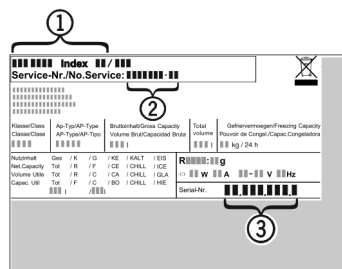 1
Index /
Service-Nr./No.Service: -
2
Klasse/Class Ap-Typ/AP-Type Bruttoinhalt/Gross Capacity Total Gefriervermoegen/Freezing Capacity
Classe/Classe AP-Type/AP-Tipo Volume Brut/Capacidad Bruta volume Pouvoir de Congel./Capac.Congeladora
l l kg / 24 h
Nutzinhalt Ges / K / G / KE / KALT / EIS
Net.Capacity Tot / R / F / CE / CHILL / ICE
Volume Utile Tot / R / C / CA / CHILL / GLA
Capac. Util Tot / F / C / BO / CHILL / HIE
l / l
R : g
W A - V Hz
Serial-Nr. . . .
3